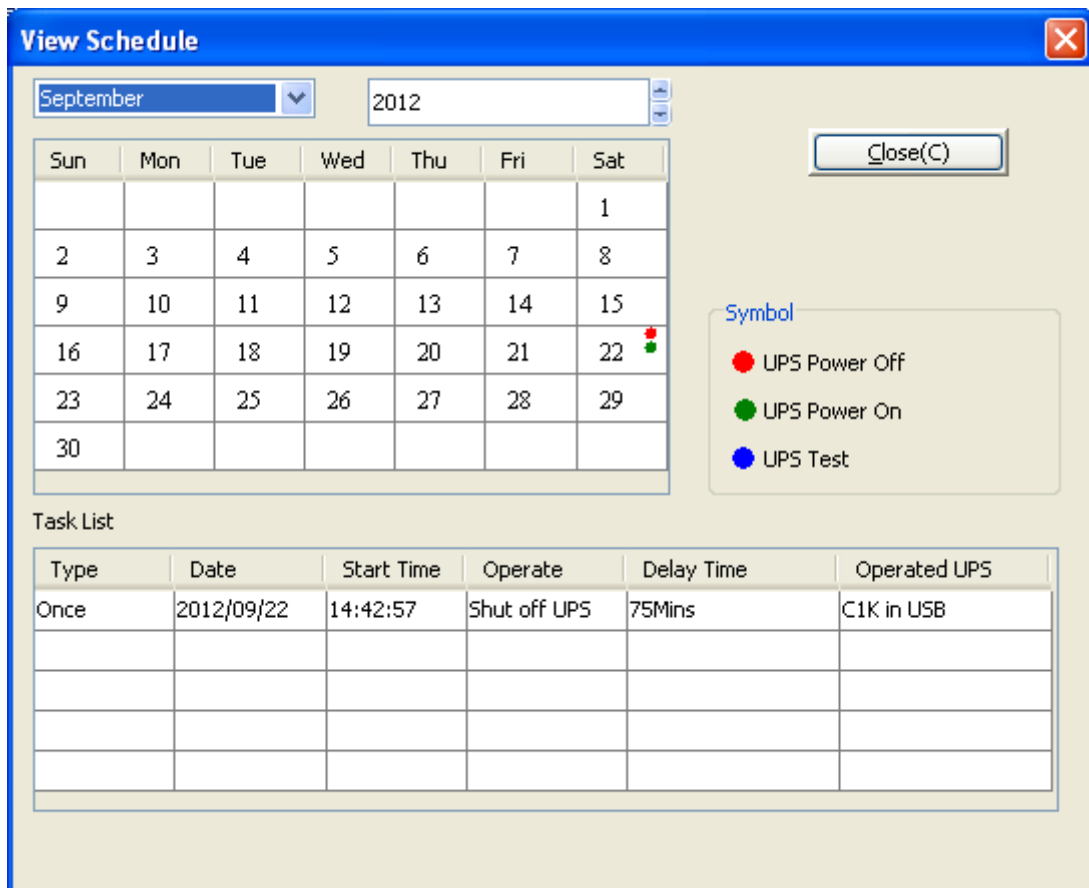 View Schedule
September 2012
Close(C)
Sun Mon Tue Wed Thu Fri Sat
1
2 3 4 5 6 7 8
9 10 11 12 13 14 15
16 17 18 19 20 21 22
23 24 25 26 27 28 29
30
Symbol
UPS Power Off
UPS Power On
UPS Test
Task List
Type Date Start Time Operate Delay Time Operated UPS
Once 2012/09/22 14:42:57 Shut off UPS 75Mins C1K in USB